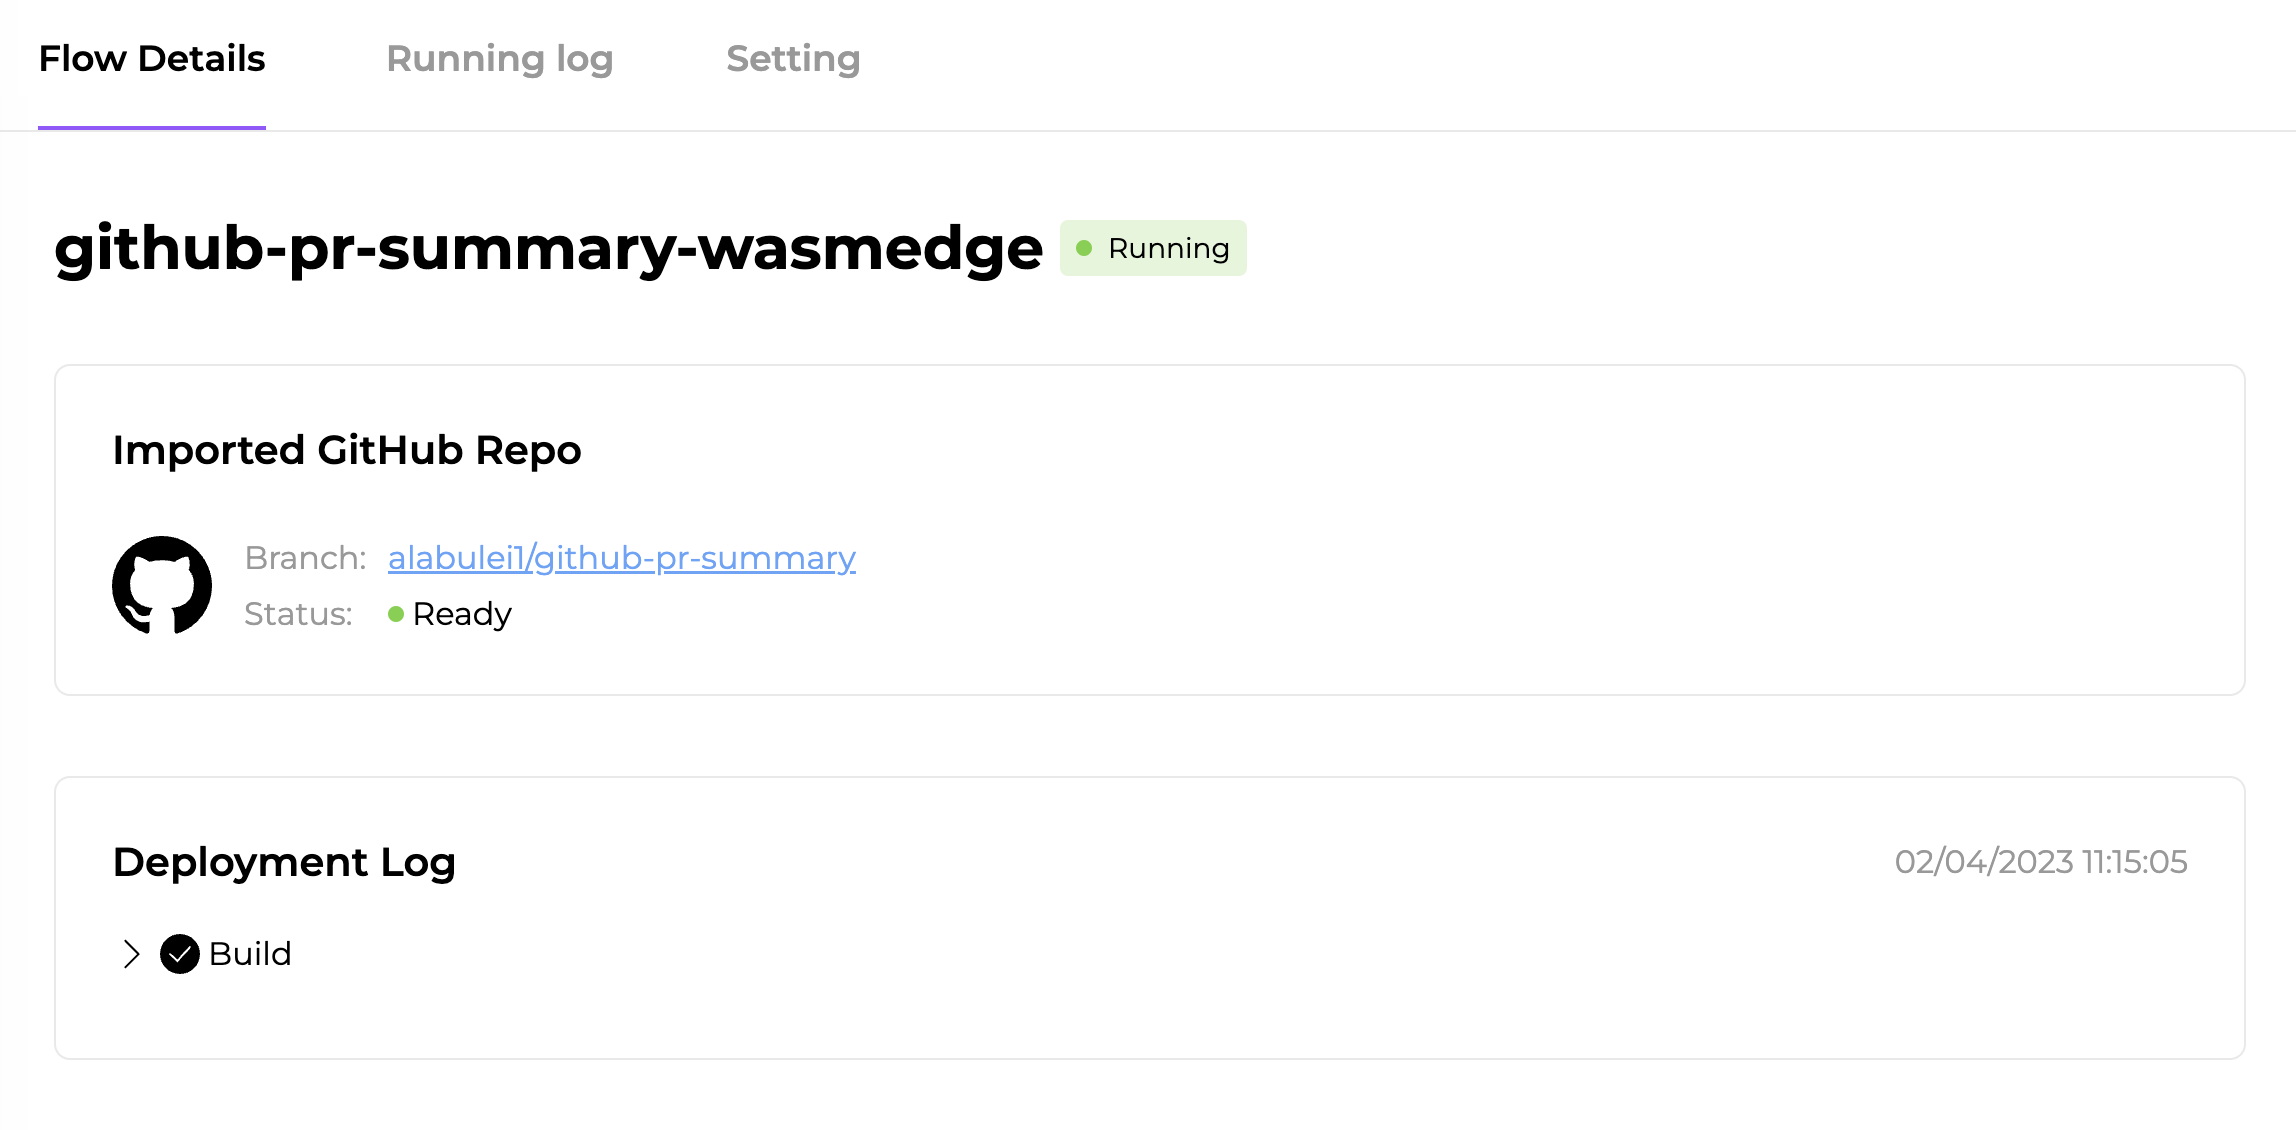 Flow Details Running log Setting
github-pr-summary-wasmedge Running
Imported GitHub Repo
Branch: alabulei1/github-pr-summary
Status: Ready
Deployment Log 02/04/2023 11:15:05
Build